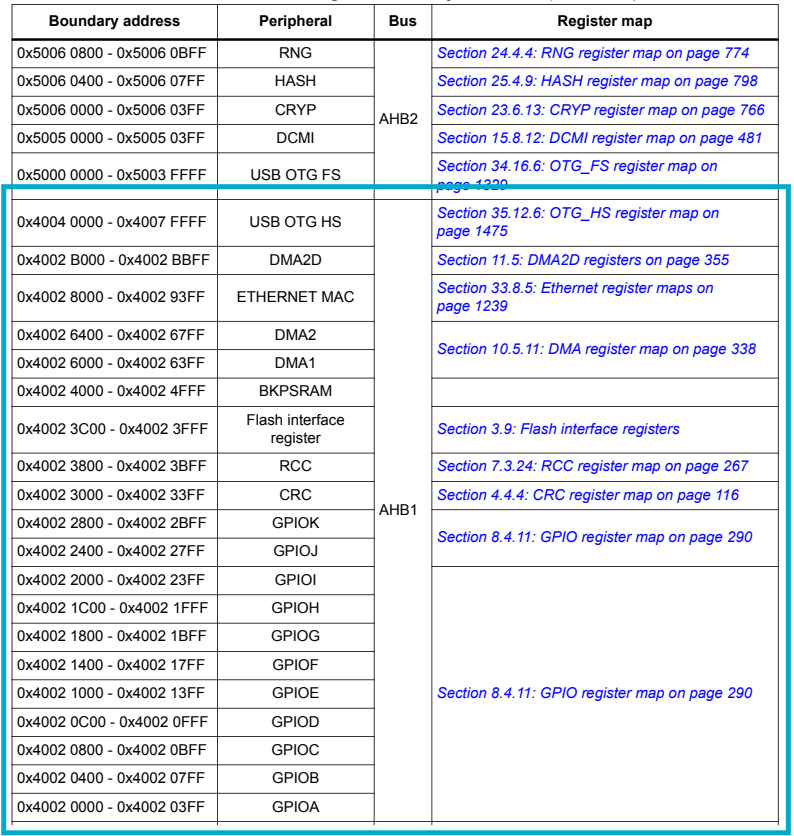 Boundary address Peripheral Bus Register map
0x5006 0800 - 0x5006 0BFF RNG AHB2 Section 24.4.4: RNG register map on page 774
0x5006 0400 - 0x5006 07FF HASH Section 25.4.9: HASH register map on page 798
0x5006 0000 - 0x5006 03FF CRYP Section 23.6.13: CRYP register map on page 766
0x5005 0000 - 0x5005 03FF DCMI Section 15.8.12: DCMI register map on page 481
0x5000 0000 - 0x5003 FFFF USB OTG FS Section 34.16.6: OTG_FS register map on
page 1329
0x4004 0000 - 0x4007 FFFF USB OTG HS AHB1 Section 35.12.6: OTG_HS register map on
page 1475
0x4002 B000 - 0x4002 BBFF DMA2D Section 11.5: DMA2D registers on page 355
0x4002 8000 - 0x4002 93FF ETHERNET MAC Section 33.8.5: Ethernet register maps on
page 1239
0x4002 6400 - 0x4002 67FF DMA2 Section 10.5.11: DMA register map on page 338
0x4002 6000 - 0x4002 63FF DMA1
0x4002 4000 - 0x4002 4FFF BKPSRAM
0x4002 3C00 - 0x4002 3FFF Flash interface
register Section 3.9: Flash interface registers
0x4002 3800 - 0x4002 3BFF RCC Section 7.3.24: RCC register map on page 267
0x4002 3000 - 0x4002 33FF CRC Section 4.4.4: CRC register map on page 116
0x4002 2800 - 0x4002 2BFF GPIOK Section 8.4.11: GPIO register map on page 290
0x4002 2400 - 0x4002 27FF GPIOJ
0x4002 2000 - 0x4002 23FF GPIOI
0x4002 1C00 - 0x4002 1FFF GPIOH
0x4002 1800 - 0x4002 1BFF GPIOG
0x4002 1400 - 0x4002 17FF GPIOF
0x4002 1000 - 0x4002 13FF GPIOE Section 8.4.11: GPIO register map on page 290
0x4002 0C00 - 0x4002 0FFF GPIOD
0x4002 0800 - 0x4002 0BFF GPIOC
0x4002 0400 - 0x4002 07FF GPIOB
0x4002 0000 - 0x4002 03FF GPIOA